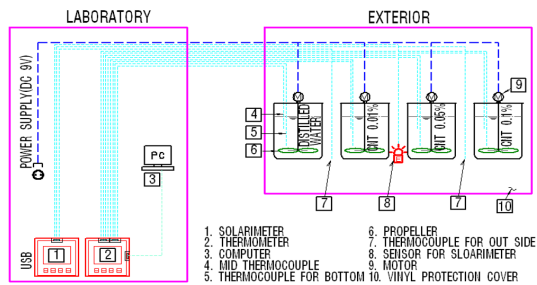 LABORATORY
EXTERIOR
POWER SUPPLY(DC 9V)
M
M
M
M
9
4
5
6
DISTILLED
WATER
CNT 0.01%
CNT 0.05%
CNT 0.1%
PC
3
7
8
7
10
USB
1
2
1. SOLARIMETER
2. THERMOMETER
3. COMPUTER
4. MID THERMOCOUPLE
5. THERMOCOUPLE FOR BOTTOM
6. PROPELLER
7. THERMOCOUPLE FOR OUT SIDE
8. SENSOR FOR SLOARIMETER
9. MOTOR
10. VINYL PROTECTION COVER